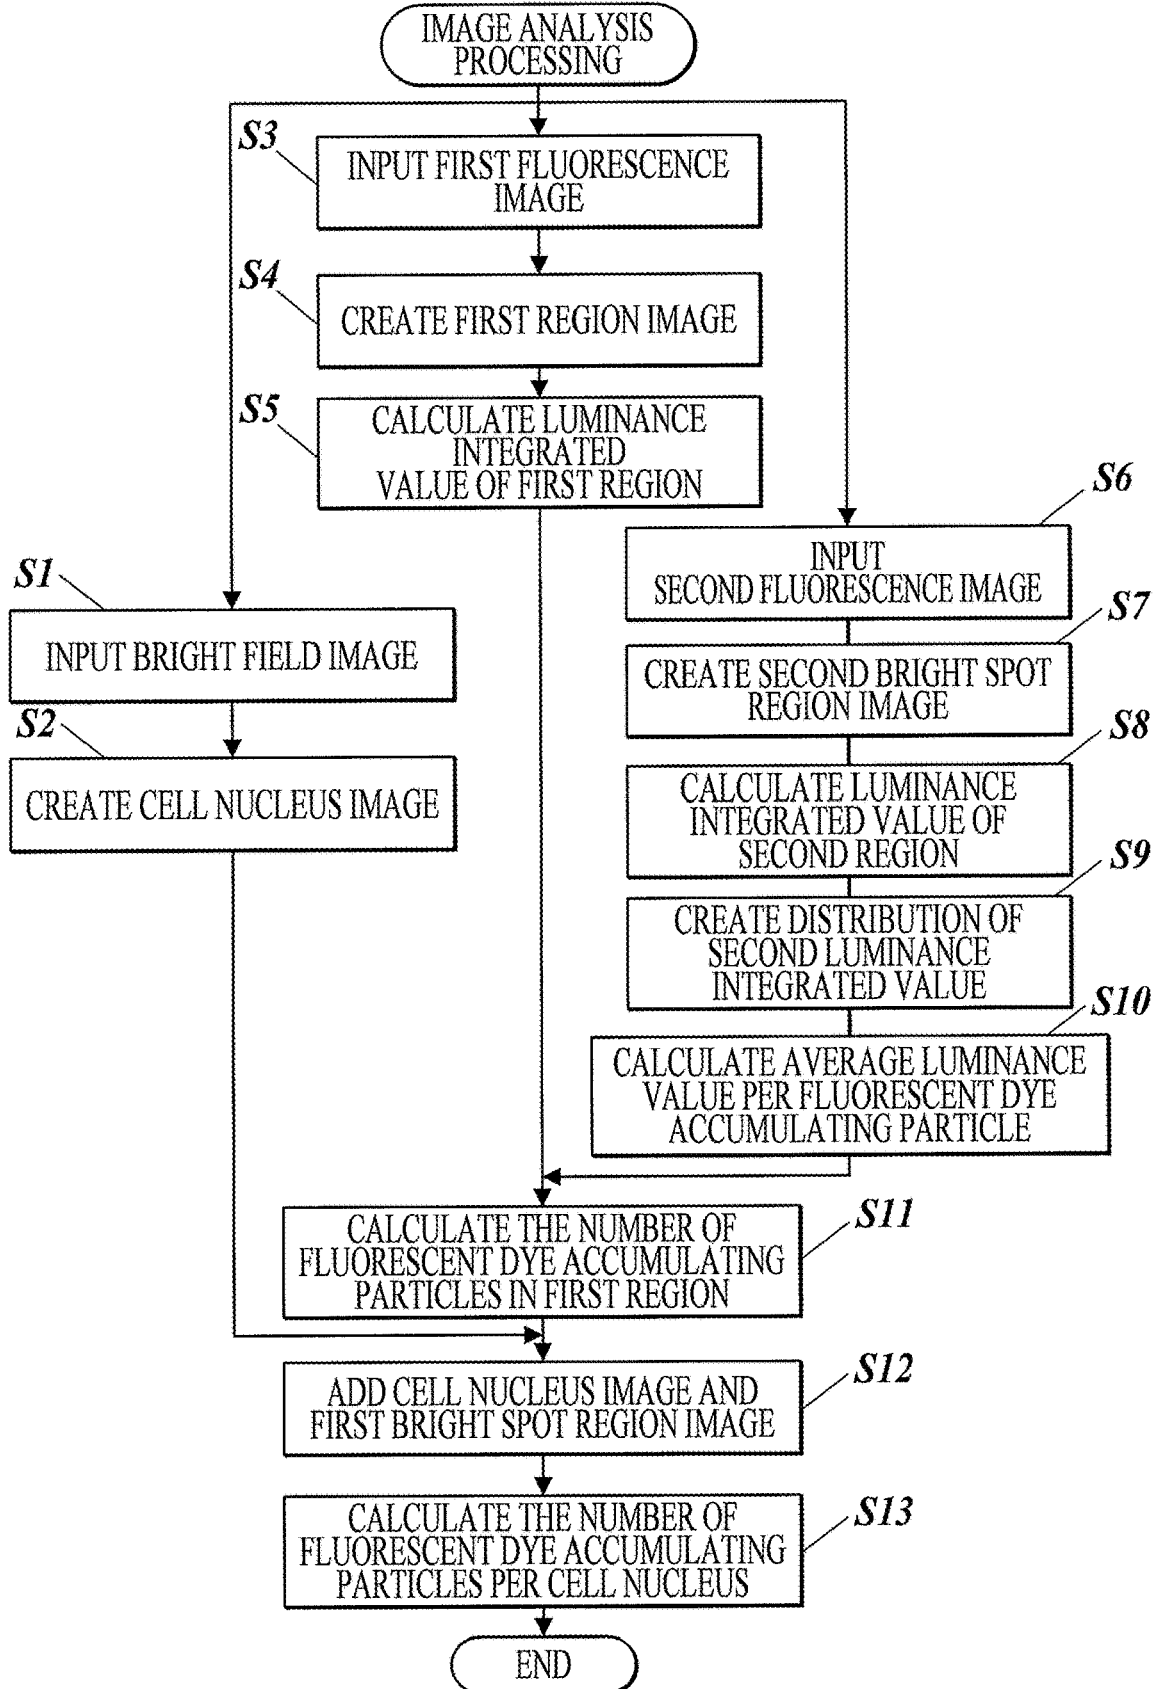 IMAGE ANALYSIS
PROCESSING
S3
INPUT FIRST FLUORESCENCE
IMAGE
S4
CREATE FIRST REGION IMAGE
S5
CALCULATE LUMINANCE
INTEGRATED
VALUE OF FIRST REGION
S1
INPUT BRIGHT FIELD IMAGE
S2
CREATE CELL NUCLEUS IMAGE
S6
INPUT
SECOND FLUORESCENCE IMAGE
S7
CREATE SECOND BRIGHT SPOT
REGION IMAGE
S8
CALCULATE LUMINANCE
INTEGRATED VALUE OF
SECOND REGION
S9
CREATE DISTRIBUTION OF
SECOND LUMINANCE
INTEGRATED VALUE
S10
CALCULATE AVERAGE LUMINANCE
VALUE PER FLUORESCENT DYE
ACCUMULATING PARTICLE
S11
CALCULATE THE NUMBER OF
FLUORESCENT DYE ACCUMULATING
PARTICLES IN FIRST REGION
S12
ADD CELL NUCLEUS IMAGE AND
FIRST BRIGHT SPOT REGION IMAGE
S13
CALCULATE THE NUMBER OF
FLUORESCENT DYE ACCUMULATING
PARTICLES PER CELL NUCLEUS
END